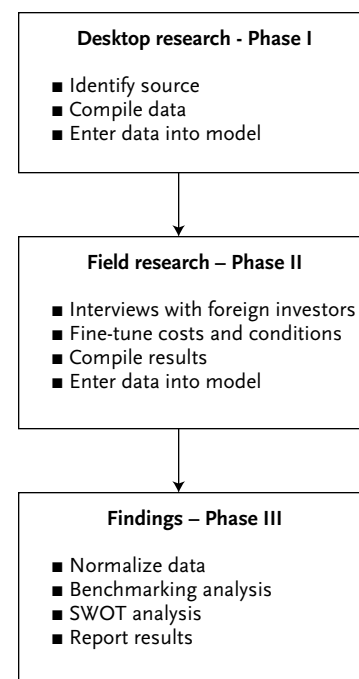 Desktop research - Phase I
■ Identify source
■ Compile data
■ Enter data into model
Field research – Phase II
■ Interviews with foreign investors
■ Fine-tune costs and conditions
■ Compile results
■ Enter data into model
Findings – Phase III
■ Normalize data
■ Benchmarking analysis
■ SWOT analysis
■ Report results